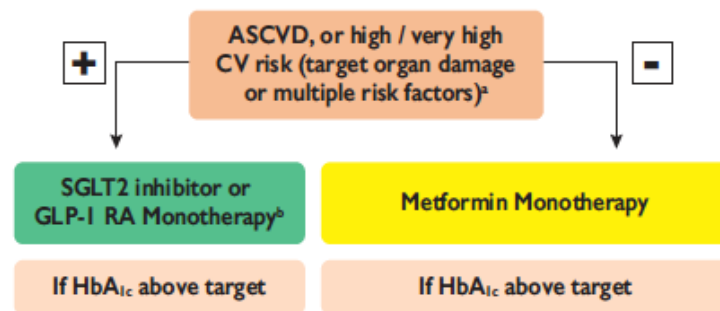 ASCVD, or high / very high
CV risk (target organ damage
or multiple risk factors)ᵃ
+
-
SGLT2 inhibitor or
GLP-1 RA Monotherapyᵇ
Metformin Monotherapy
If HbA₁c above target
If HbA₁c above target